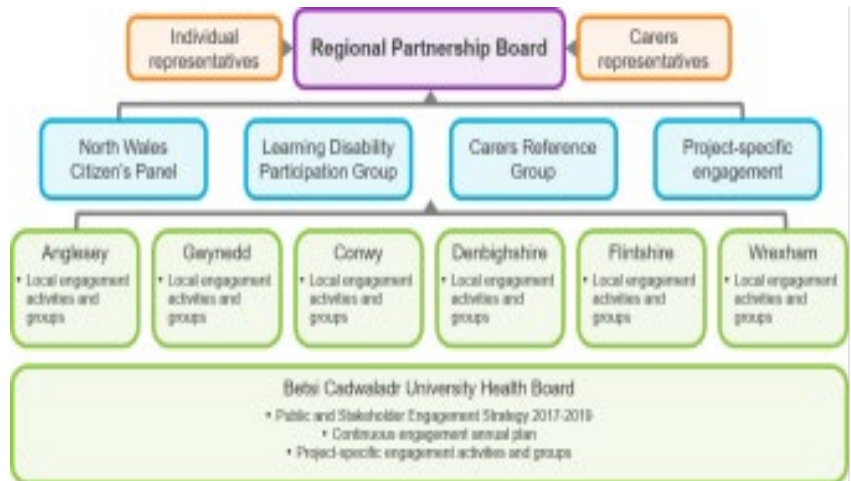 Individual
representatives
Regional Partnership Board
Carers
representatives
North Wales
Citizen's Panel
Learning Disability
Participation Group
Carers Reference
Group
Project-specific
engagement
Anglesey
• Local engagement
activities and
groups
Gwynedd
• Local engagement
activities and
groups
Conwy
• Local engagement
activities and
groups
Denbighshire
• Local engagement
activities and
groups
Flintshire
• Local engagement
activities and
groups
Wrexham
• Local engagement
activities and
groups
Betsi Cadwaladr University Health Board
• Public and Stakeholder Engagement Strategy 2017-2019
• Continuous engagement annual plan
• Project-specific engagement activities and groups